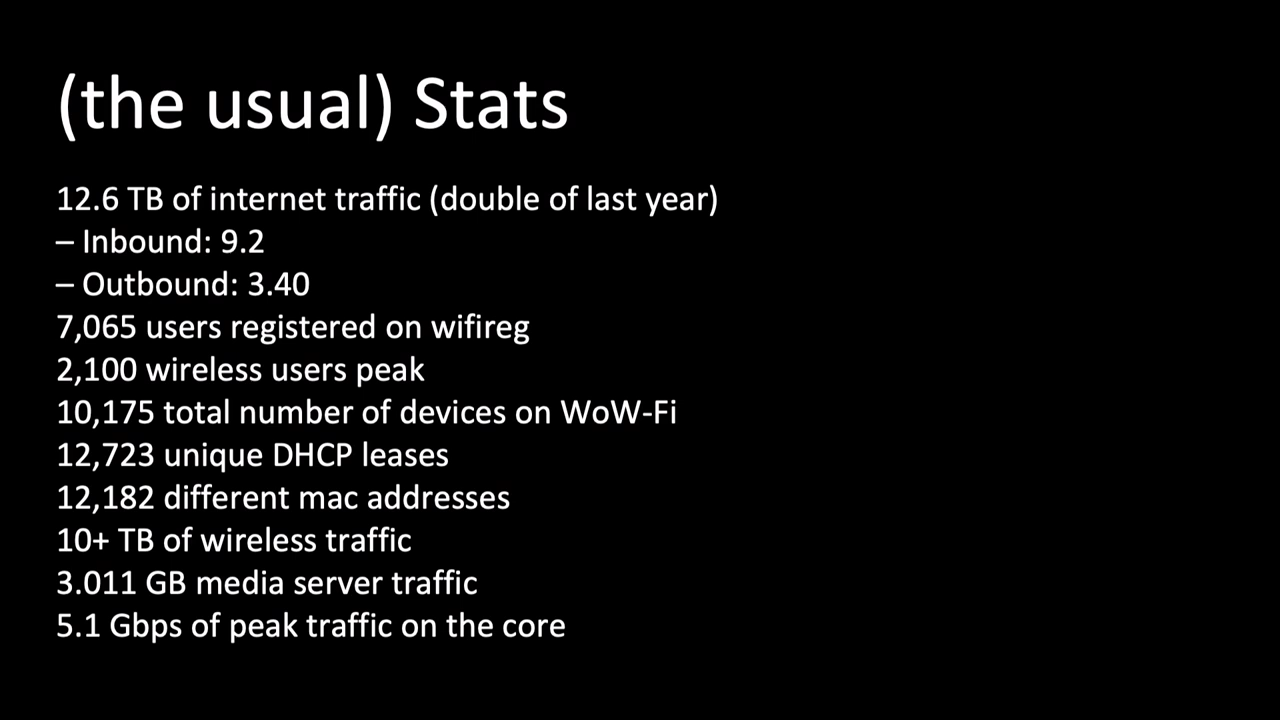 (the usual) Stats
12.6 TB of internet traffic (double of last year)
– Inbound: 9.2
– Outbound: 3.40
7,065 users registered on wifireg
2,100 wireless users peak
10,175 total number of devices on WoW-Fi
12,723 unique DHCP leases
12,182 different mac addresses
10+ TB of wireless traffic
3.011 GB media server traffic
5.1 Gbps of peak traffic on the core